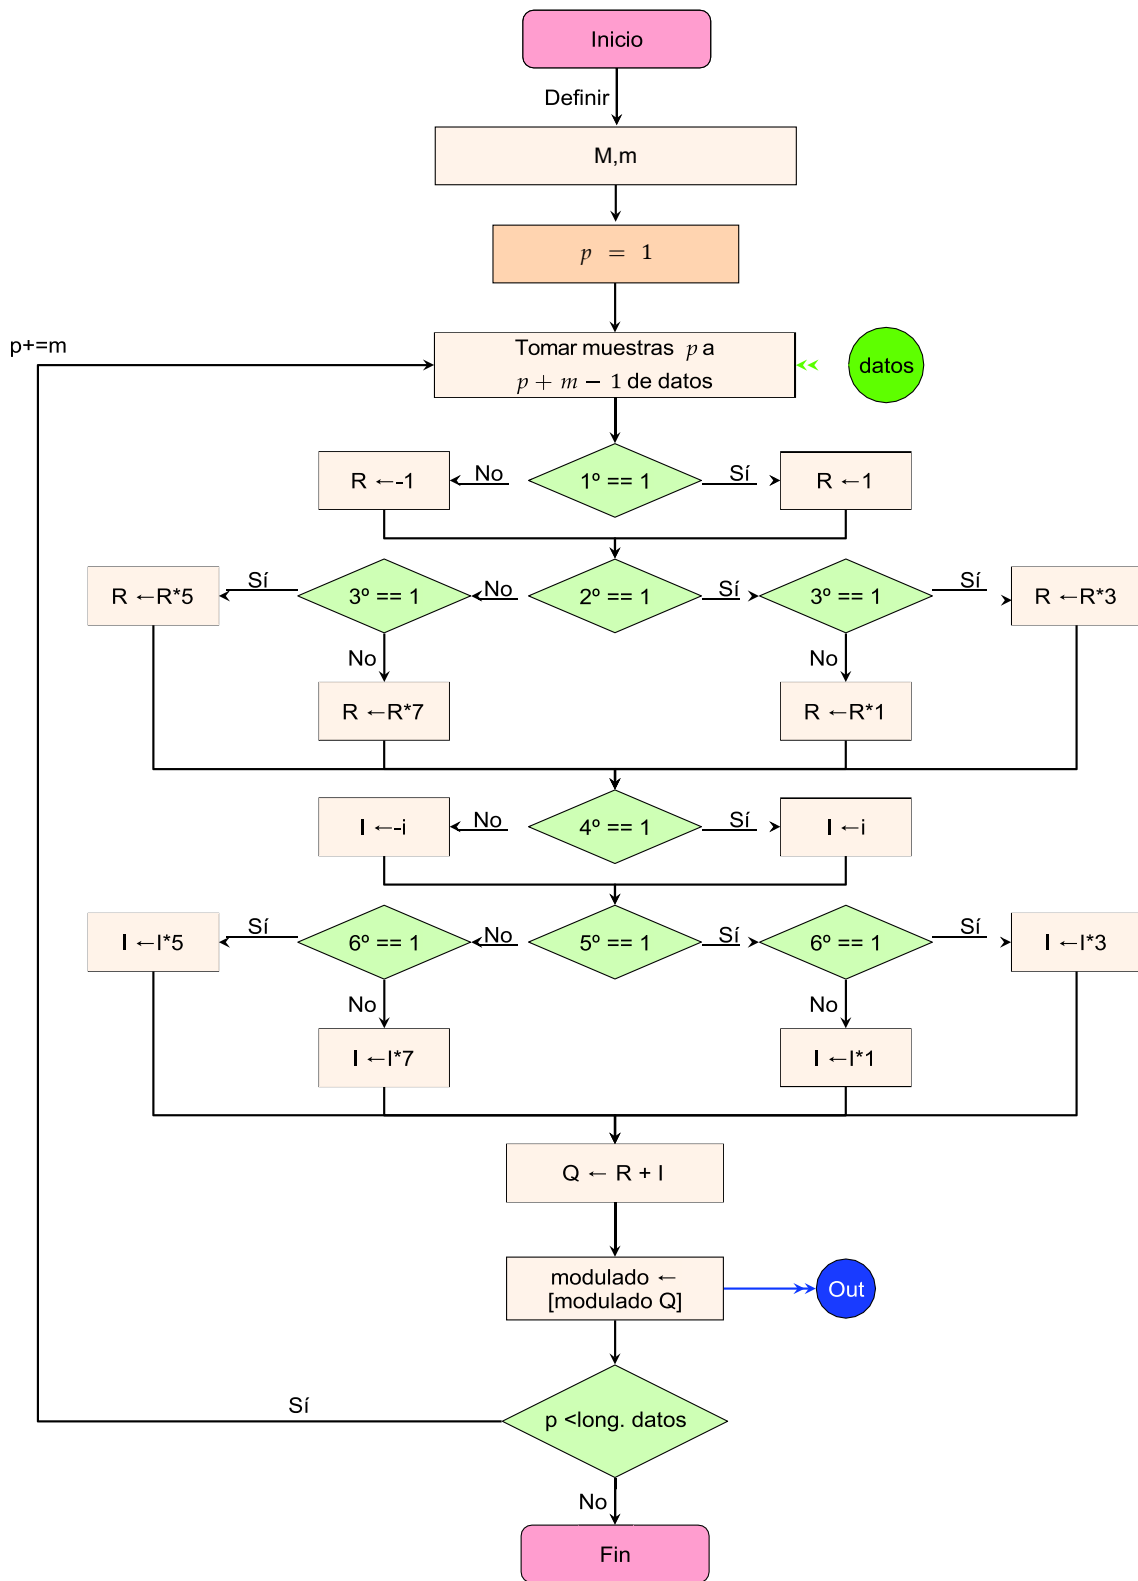 Inicio
Definir
M,m
p = 1
p+=m
Tomar muestras p a
p + m − 1 de datos
datos
R ←-1
No
1º == 1
Sí
R ←1
R ←R*5
Sí
3º == 1
No
2º == 1
Sí
3º == 1
Sí
R ←R*3
No
No
R ←R*7
R ←R*1
I ←-i
No
4º == 1
Sí
I ←i
I ←I*5
Sí
6º == 1
No
5º == 1
Sí
6º == 1
Sí
I ←I*3
No
No
I ←I*7
I ←I*1
Q ← R + I
modulado ←
[modulado Q]
Out
Sí
p <long. datos
No
Fin